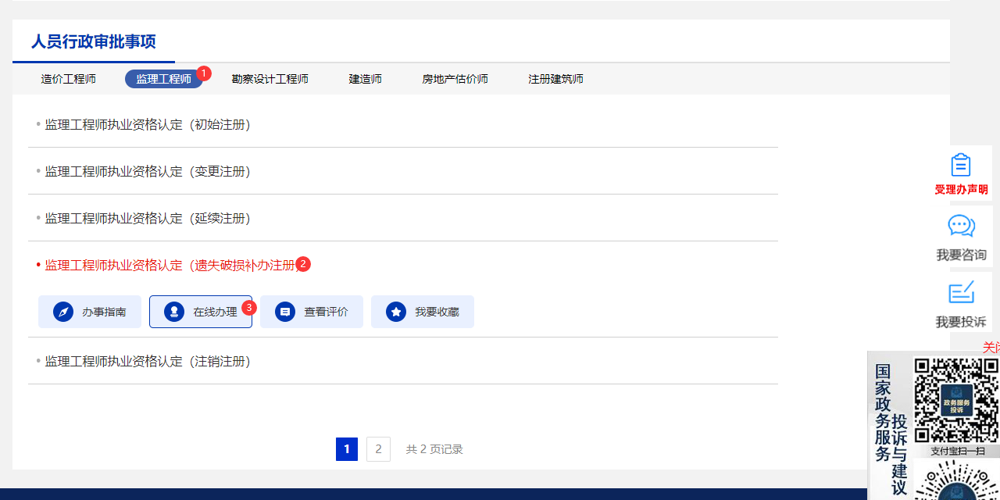 人员行政审批事项
造价工程师 监理工程师 1 勘察设计工程师 建造师 房地产估价师 注册建筑师
监理工程师执业资格认定（初始注册）
监理工程师执业资格认定（变更注册）
监理工程师执业资格认定（延续注册）
监理工程师执业资格认定（遗失破损补办注册 2
办事指南 在线办理 3 查看评价 我要收藏
监理工程师执业资格认定（注销注册）
1 2 共 2 页记录
受理办声明
我要咨询
我要投诉
关闭
国家政务服务
投诉与建议
政务服务
投诉
支付宝扫一扫